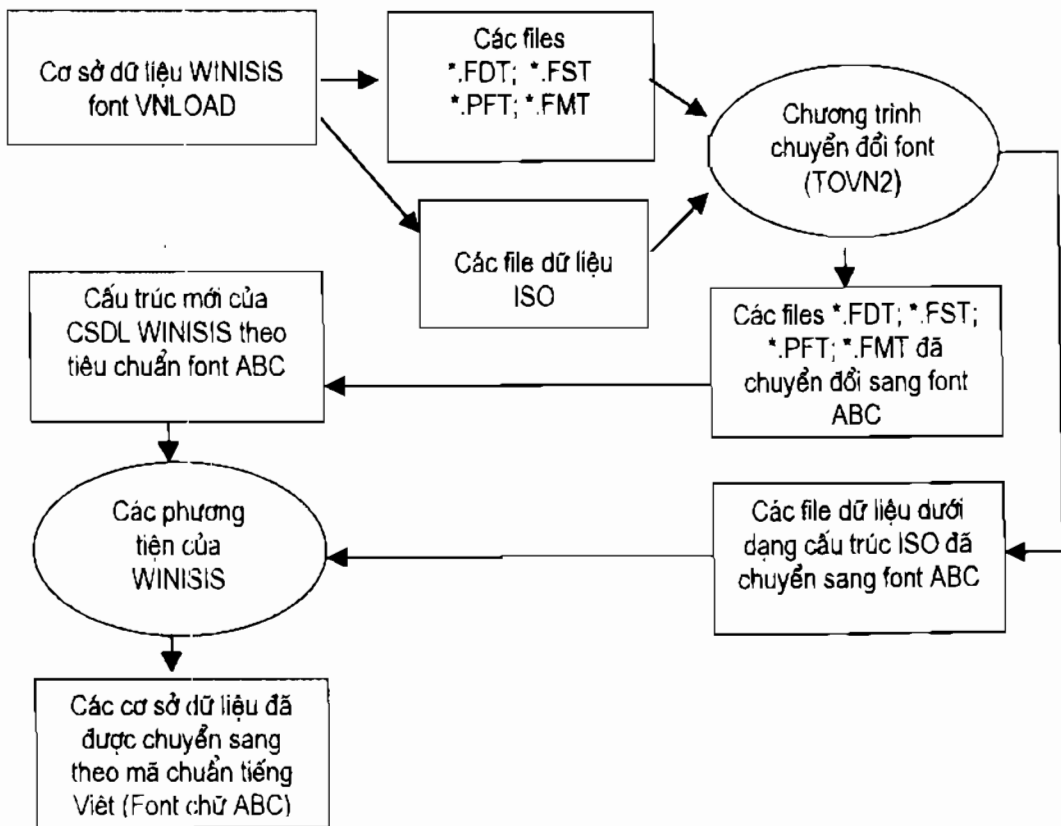 Cơ sở dữ liệu WINISIS
font VNLOAD
Các files
*.FDT; *.FST
*.PFT; *.FMT
Chương trình
chuyển đổi font
(TOVN2)
Các file dữ liệu
ISO
Cấu trúc mới của
CSDL WINISIS theo
tiêu chuẩn font ABC
Các files *.FDT; *.FST;
*.PFT; *.FMT đã
chuyển đổi sang font
ABC
Các phương
tiện của
WINISIS
Các file dữ liệu dưới
dạng cấu trúc ISO đã
chuyển sang font ABC
Các cơ sở dữ liệu đã
được chuyển sang
theo mã chuẩn tiếng
Việt (Font chữ ABC)